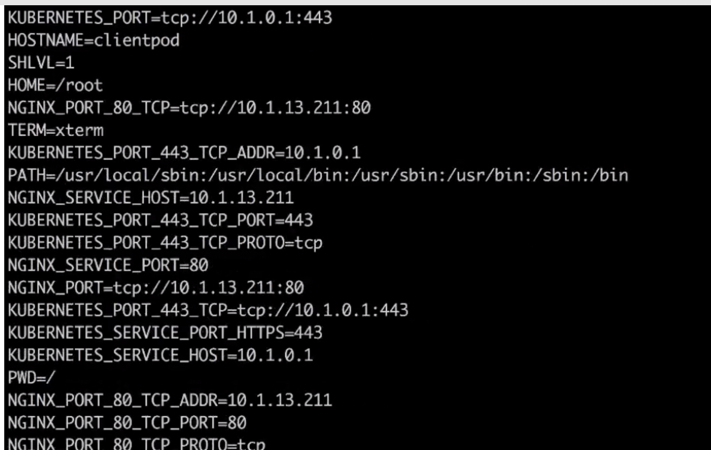 KUBERNETES_PORT=tcp://10.1.0.1:443
HOSTNAME=clientpod
SHLVL=1
HOME=/root
NGINX_PORT_80_TCP=tcp://10.1.13.211:80
TERM=xterm
KUBERNETES_PORT_443_TCP_ADDR=10.1.0.1
PATH=/usr/local/sbin:/usr/local/bin:/usr/sbin:/usr/bin:/sbin:/bin
NGINX_SERVICE_HOST=10.1.13.211
KUBERNETES_PORT_443_TCP_PORT=443
KUBERNETES_PORT_443_TCP_PROTO=tcp
NGINX_SERVICE_PORT=80
NGINX_PORT=tcp://10.1.13.211:80
KUBERNETES_PORT_443_TCP=tcp://10.1.0.1:443
KUBERNETES_SERVICE_PORT_HTTPS=443
KUBERNETES_SERVICE_HOST=10.1.0.1
PWD=/
NGINX_PORT_80_TCP_ADDR=10.1.13.211
NGINX_PORT_80_TCP_PORT=80
NGINX_PORT_80_TCP_PROTO=tcp